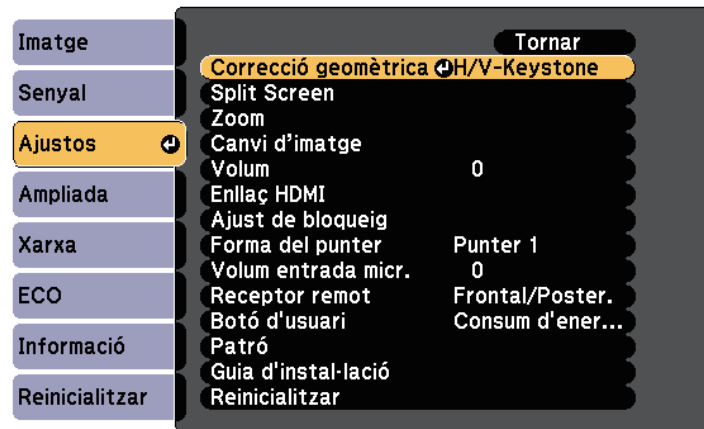 Imatge
Senyal
Ajustos
Ampliada
Xarxa
ECO
Informació
Reinicialitzar
Tornar
Correcció geomètrica H/V-Keystone
Split Screen
Zoom
Canvi d'imatge
Volum 0
Enllaç HDMI
Ajust de bloqueig
Forma del punter Punter 1
Volum entrada micr. 0
Receptor remot Frontal/Poster.
Botó d'usuari Consum d'ener...
Patró
Guia d'instal·lació
Reinicialitzar